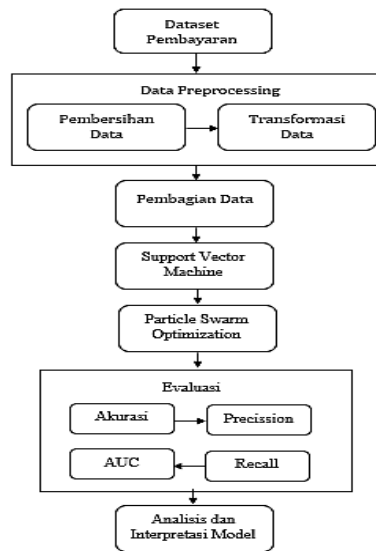 Dataset
Pembayaran
Data Preprocessing
Pembersihan
Data
Transformasi
Data
Pembagian Data
Support Vector
Machine
Particle Swarm
Optimization
Evaluasi
Akurasi
Precission
AUC
Recall
Analisis dan
Interpretasi Model